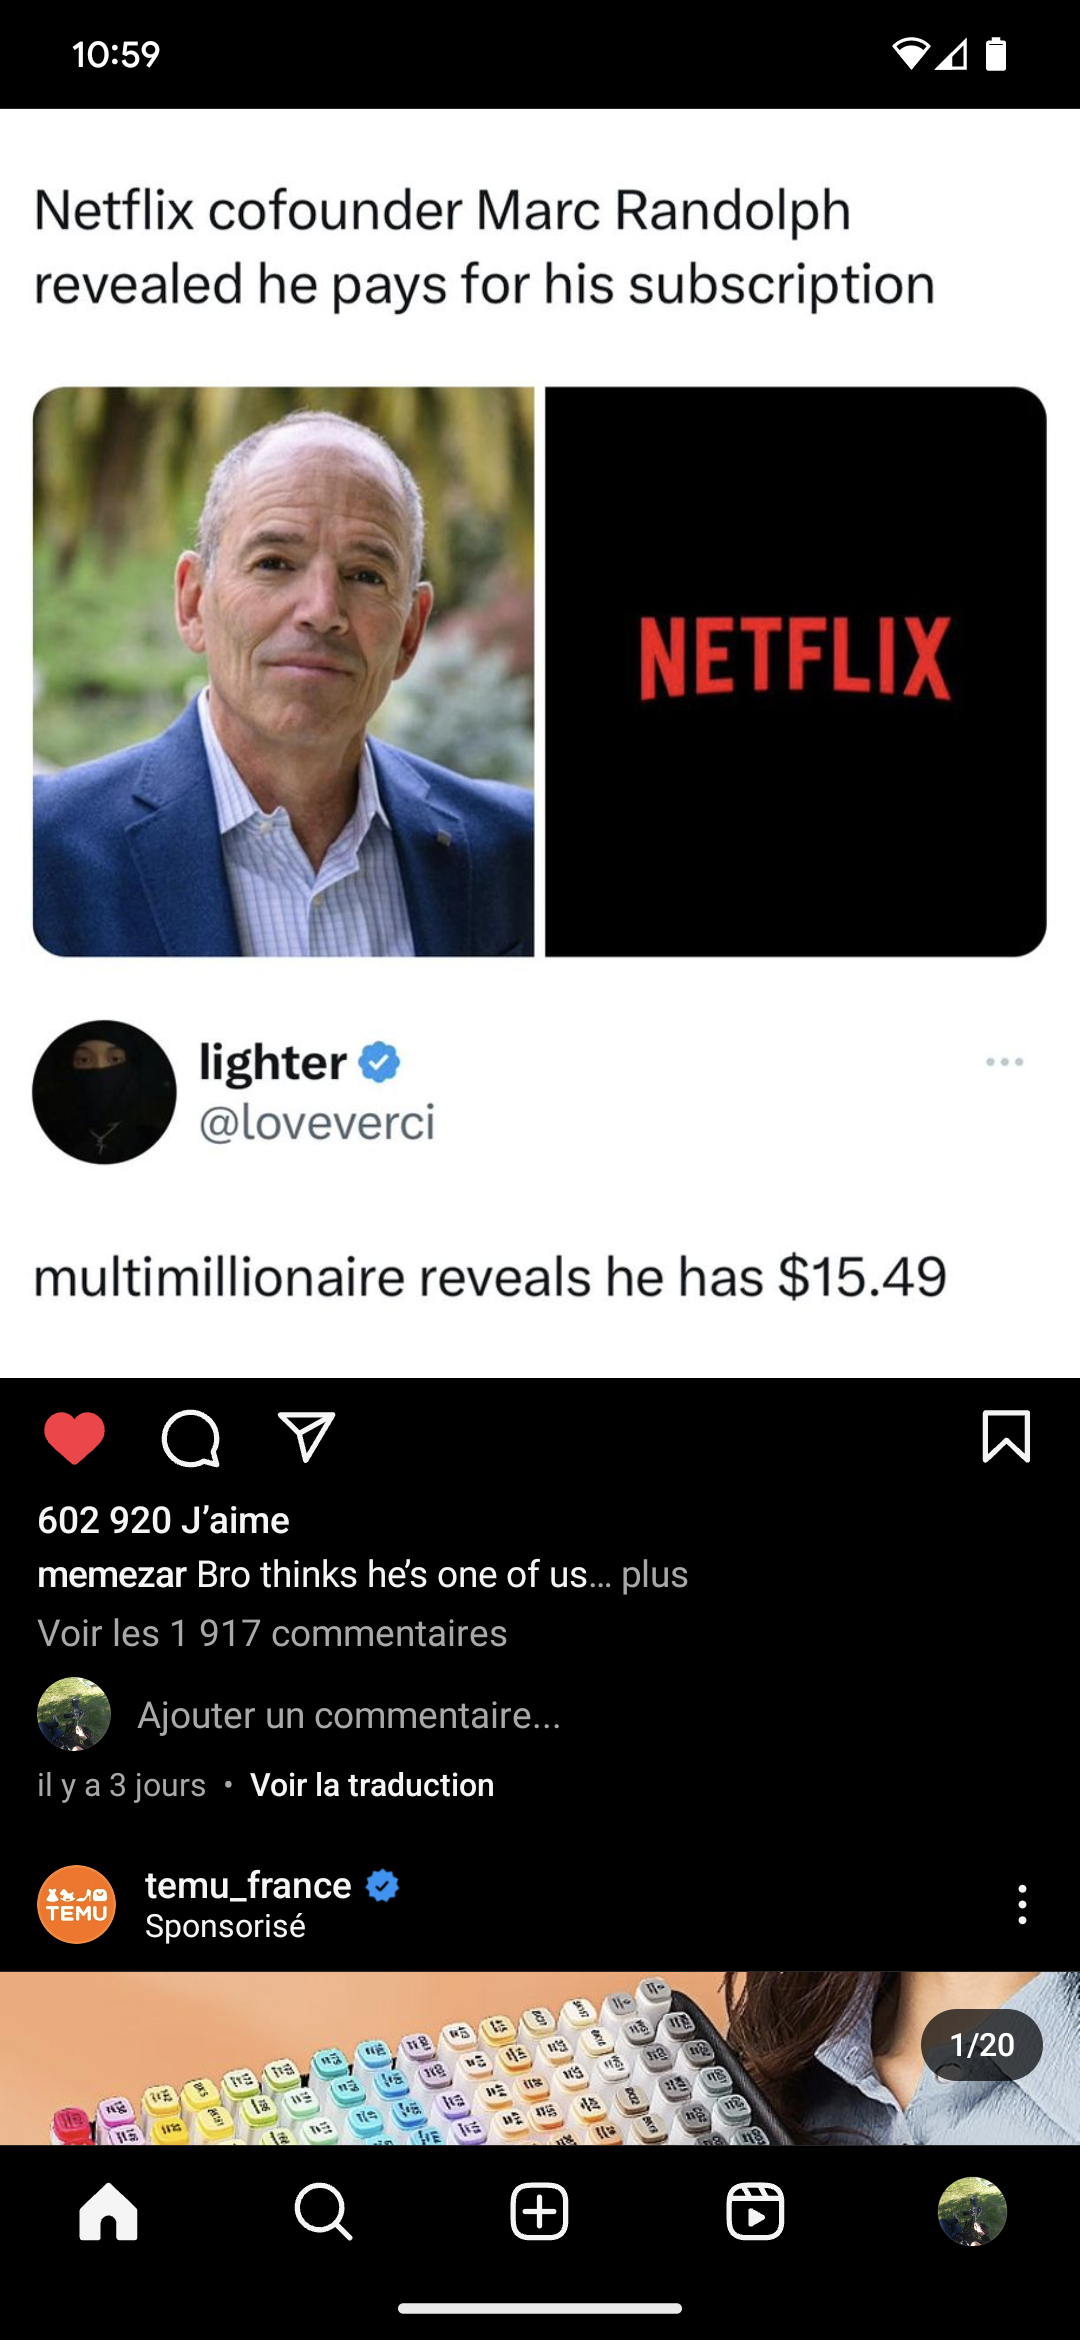 10:59
Netflix cofounder Marc Randolph
revealed he pays for his subscription
NETFLIX
lighter
@loveverci
multimillionaire reveals he has $15.49
602 920 J’aime
memezar Bro thinks he’s one of us... plus
Voir les 1 917 commentaires
Ajouter un commentaire...
il y a 3 jours • Voir la traduction
temu_france
TEMU
Sponsorisé
1/20